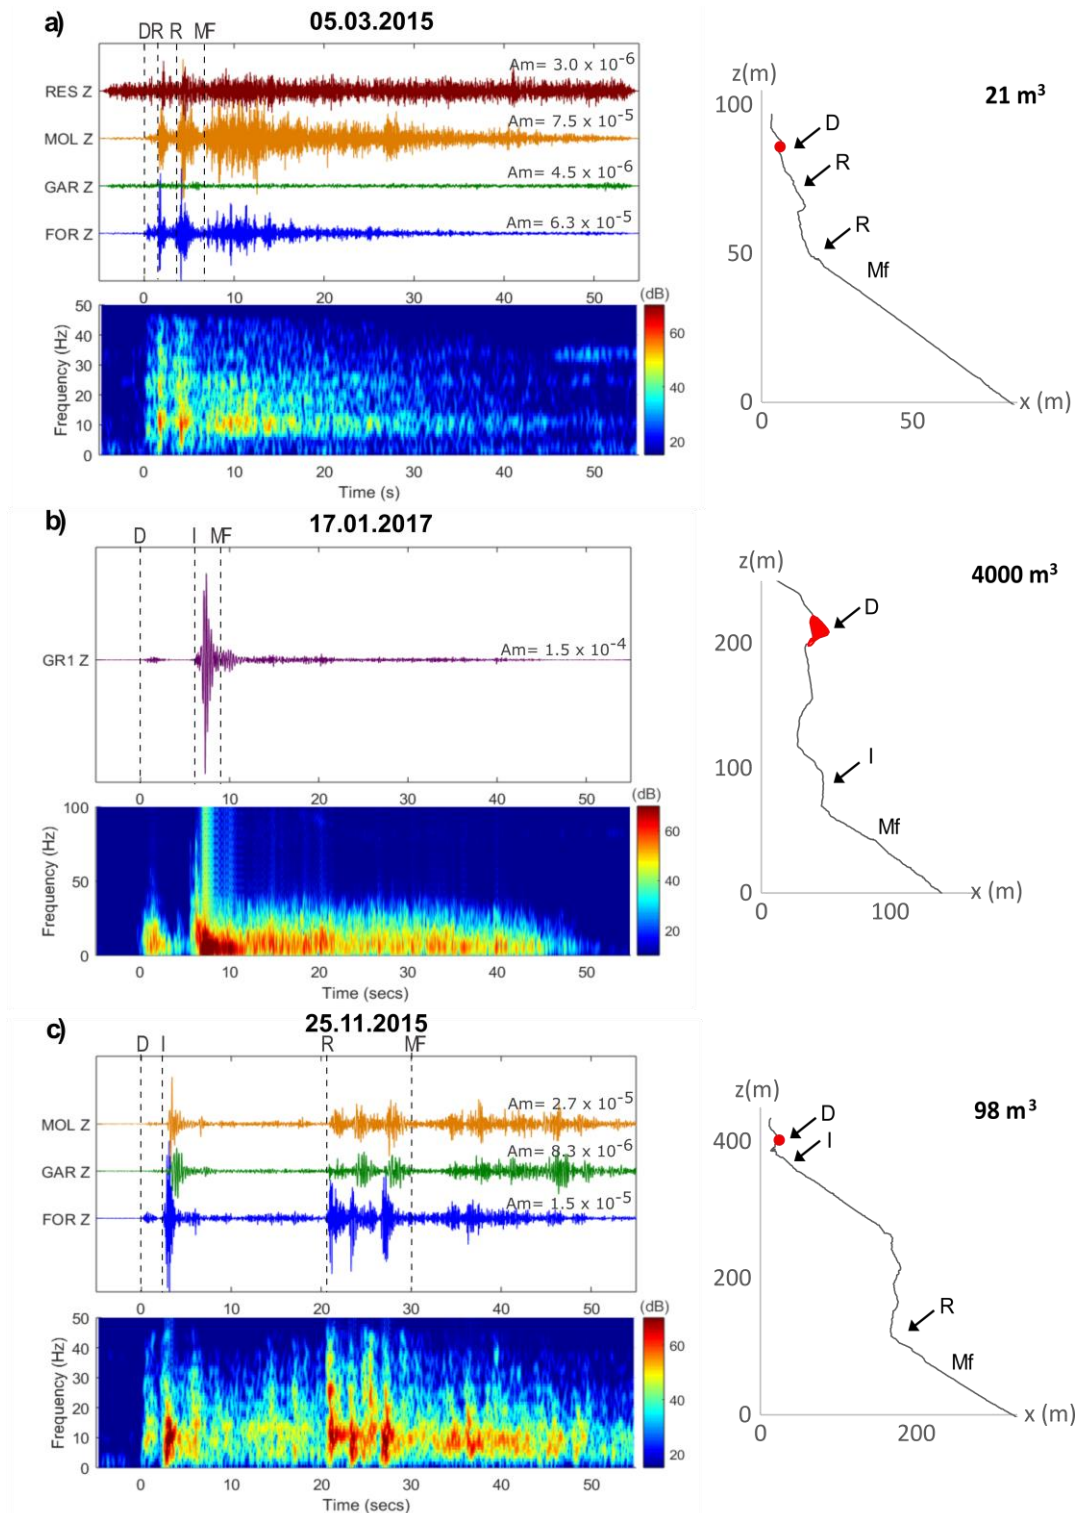 a)
05.03.2015
D R R MF
RES Z
Am= 3.0 x 10-6
MOL Z
Am= 7.5 x 10-5
GAR Z
Am= 4.5 x 10-6
FOR Z
Am= 6.3 x 10-5
0 10 20 30 40 50
(dB)
Frequency (Hz)
50
40
30
20
10
0
60
40
20
0 10 20 30 40 50
Time (s)
z(m)
21 m3
100
D
R
R
50
Mf
0
x (m)
0 50
b)
17.01.2017
D I MF
GR1 Z
Am= 1.5 x 10-4
0 10 20 30 40 50
(dB)
Frequency (Hz)
100
50
0
60
40
20
0 10 20 30 40 50
Time (secs)
z(m)
4000 m3
D
200
I
100
Mf
0
x (m)
0 100
c)
25.11.2015
D I R MF
MOL Z
Am= 2.7 x 10-5
GAR Z
Am= 8.3 x 10-6
FOR Z
Am= 1.5 x 10-5
0 10 20 30 40 50
(dB)
Frequency (Hz)
50
40
30
20
10
0
60
40
20
0 10 20 30 40 50
Time (secs)
z(m)
98 m3
D
400
I
200
R
Mf
0
x (m)
0 200